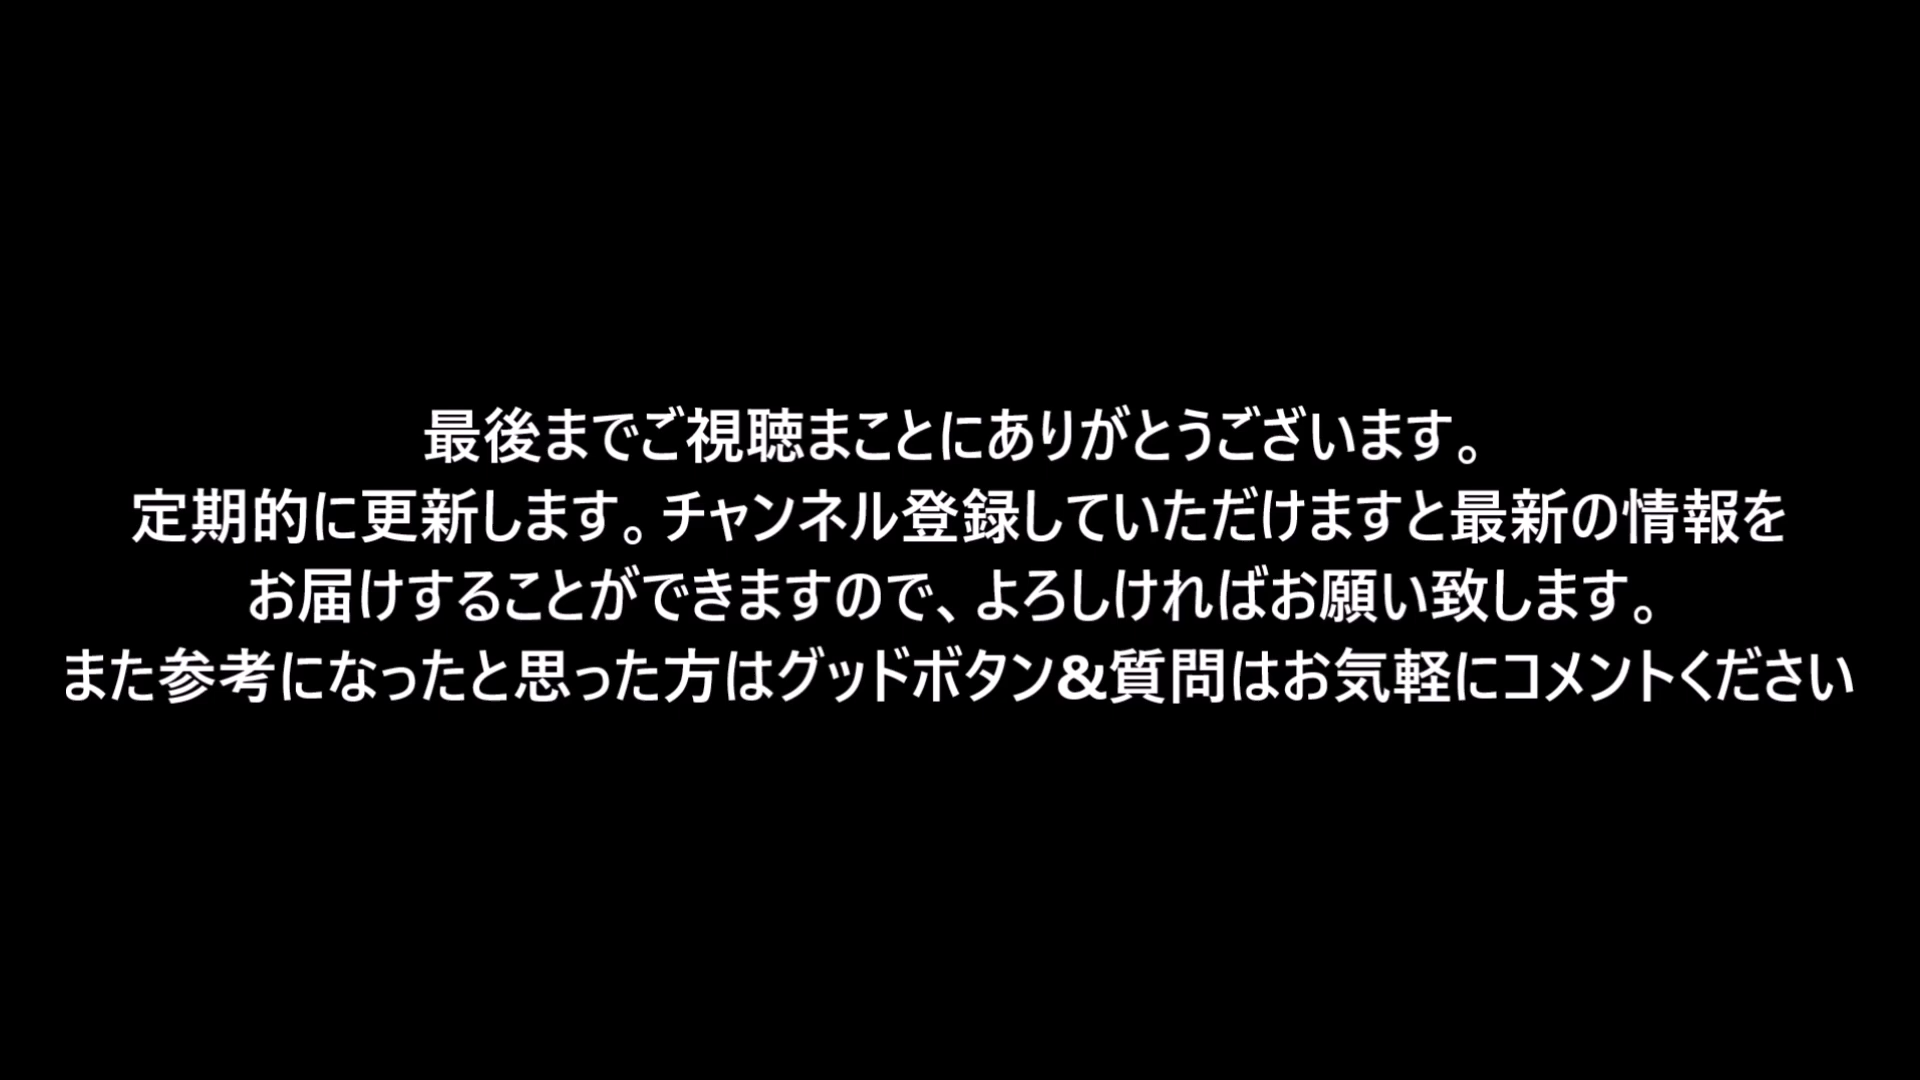 最後までご視聴まことにありがとうございます。
定期的に更新します。チャンネル登録していただけますと最新の情報を
お届けすることができますので、よろしければお願い致します。
また参考になったと思った方はグッドボタン&質問はお気軽にコメントください